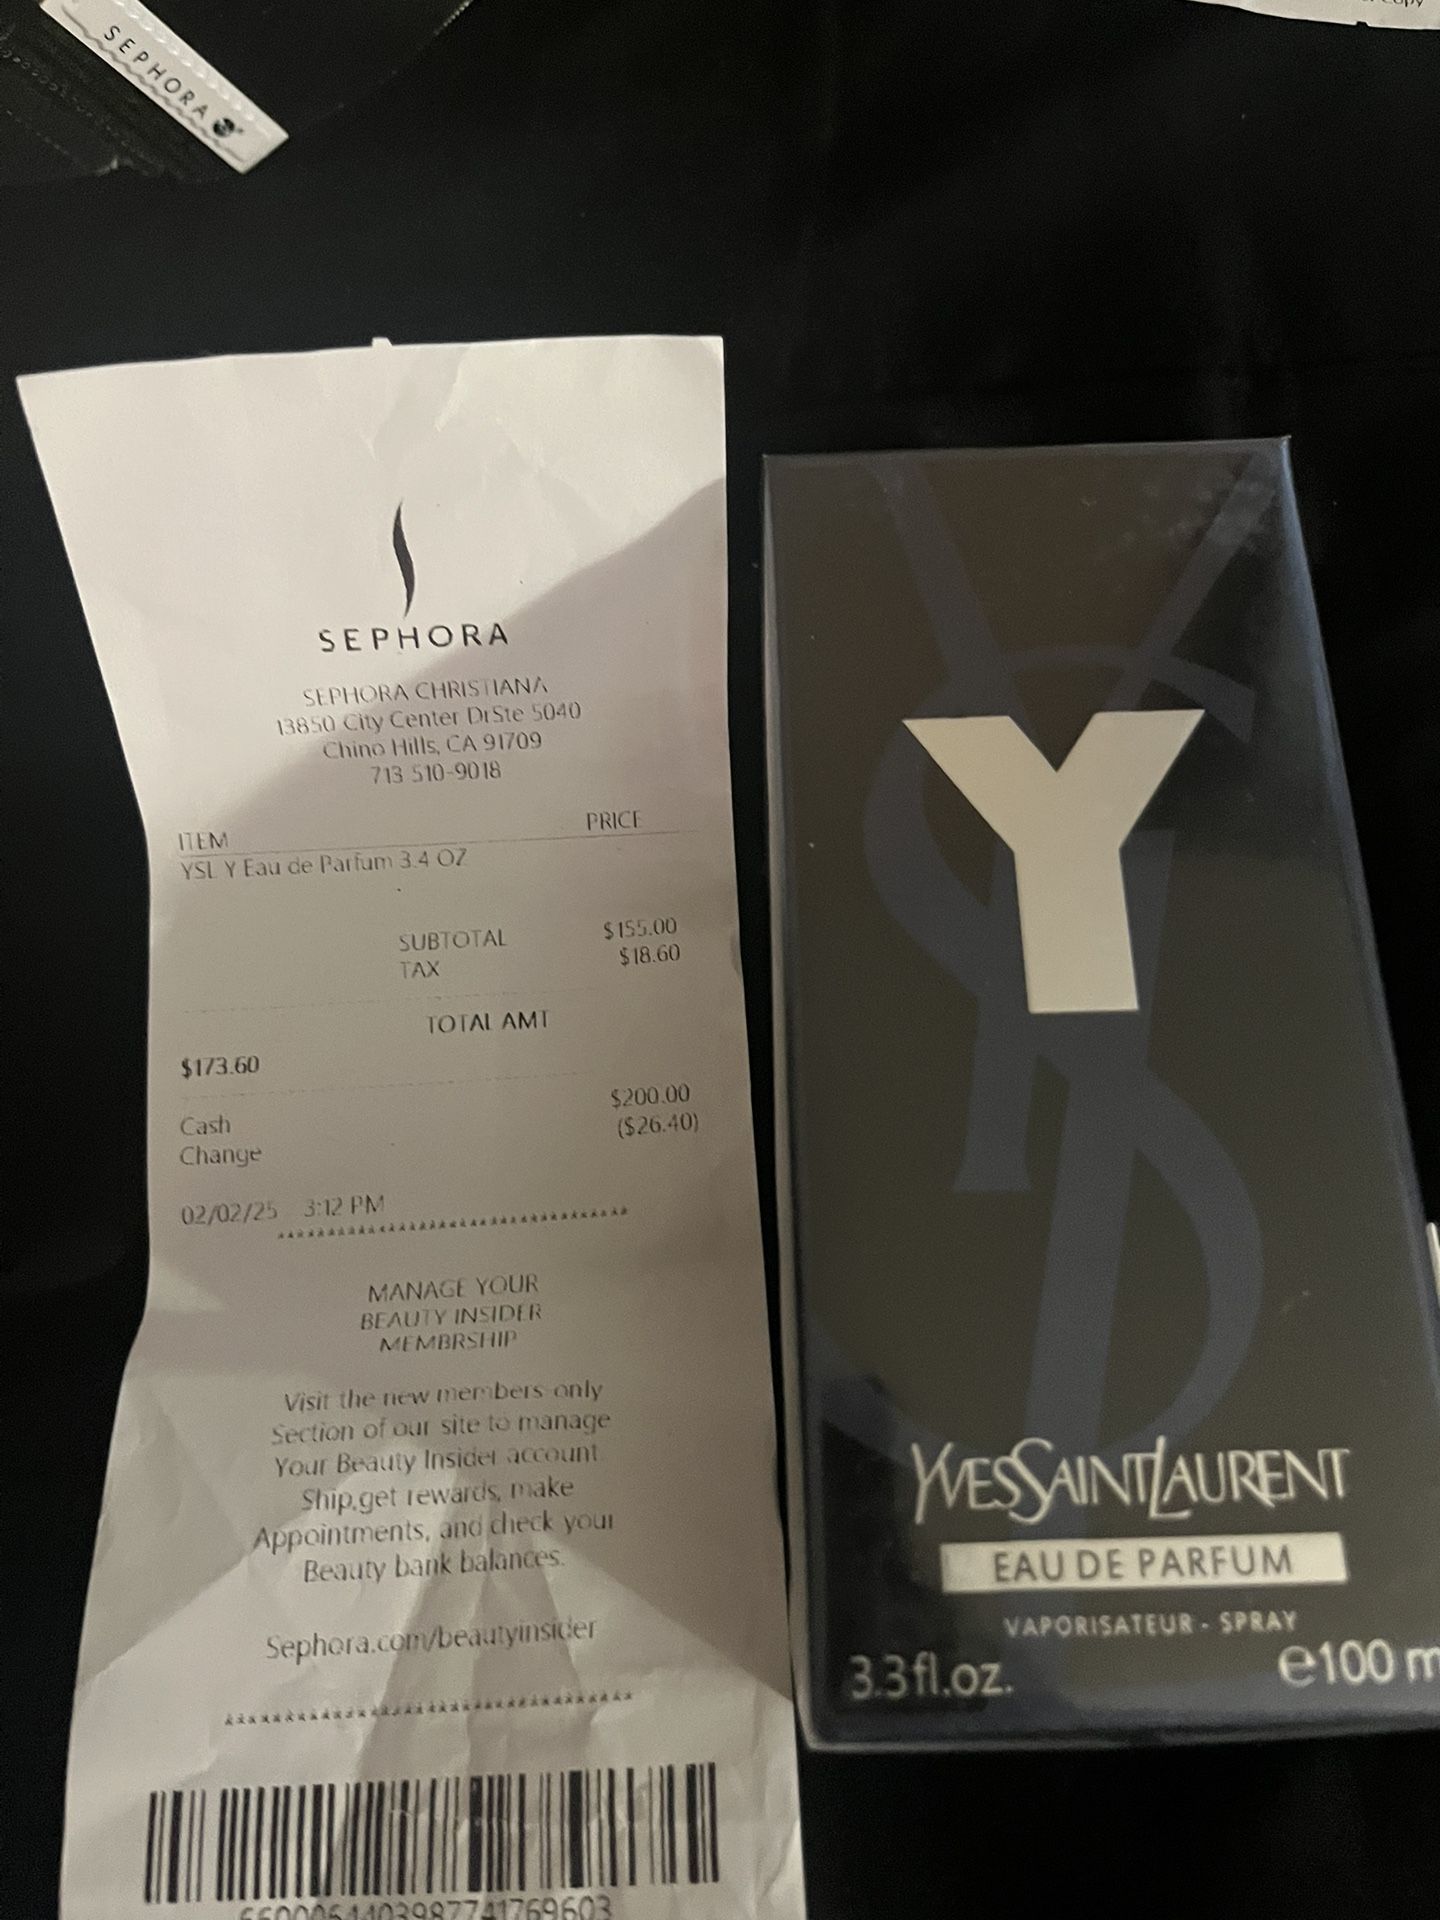 SEPHORA
Copy
SEPHORA
SEPHORA CHRISTIANA
13850 City Center DrSte 5040
Chino Hills, CA 91709
713 510-9018
ITEM PRICE
YSL Y Eau de Parfum 3.4 OZ
SUBTOTAL $155.00
TAX $18.60
TOTAL AMT
$173.60
Cash $200.00
Change ($26.40)
02/02/25 3:12 PM
MANAGE YOUR
BEAUTY INSIDER
MEMBRSHIP
Visit the new members only
Section of our site to manage
Your Beauty Insider account.
Ship,get rewards, make
Appointments, and check your
Beauty bank balances.
Sephora.com/beautyinsider
Y
YVESSAINTLAURENT
EAU DE PARFUM
VAPORISATEUR - SPRAY
3.3fl.oz. e100 m